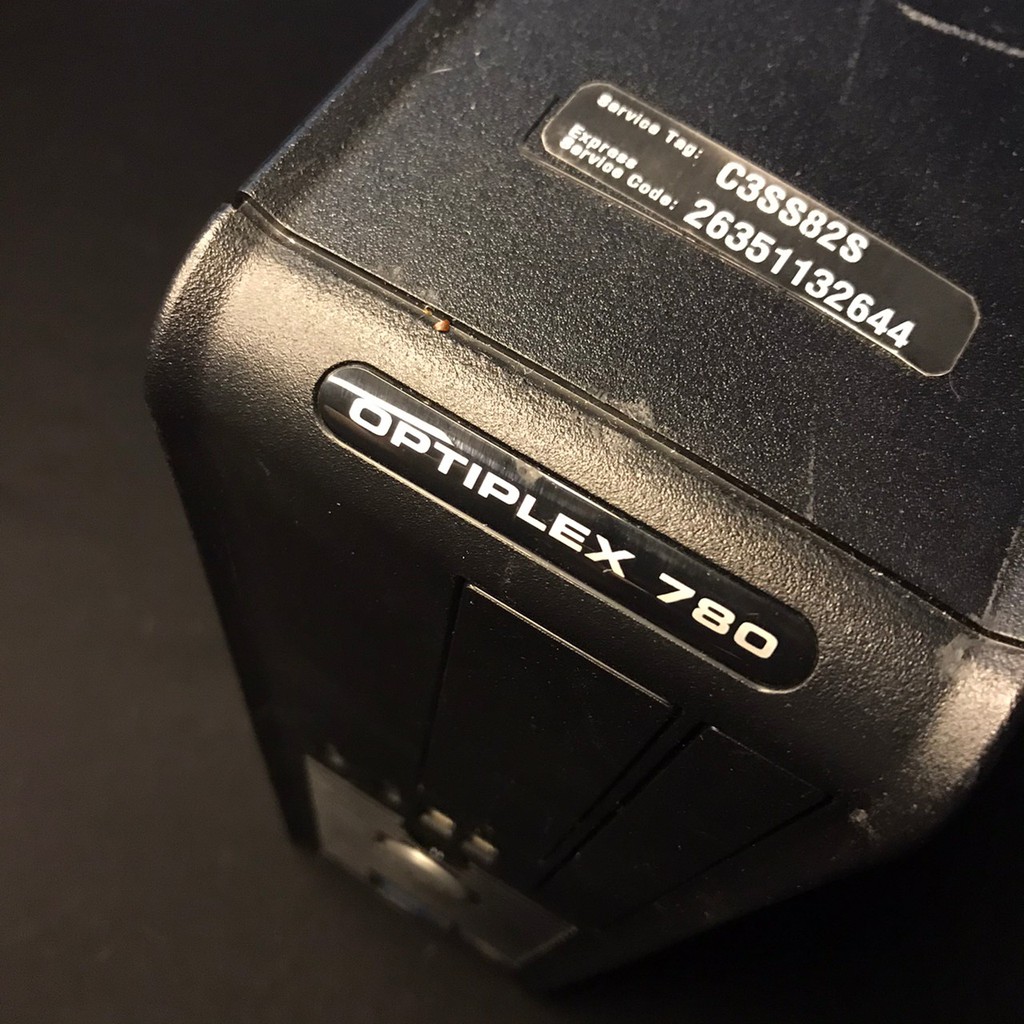 Service Tag: C3SS82S
Express
Service Code: 26351132644
OPTIPLEX 780